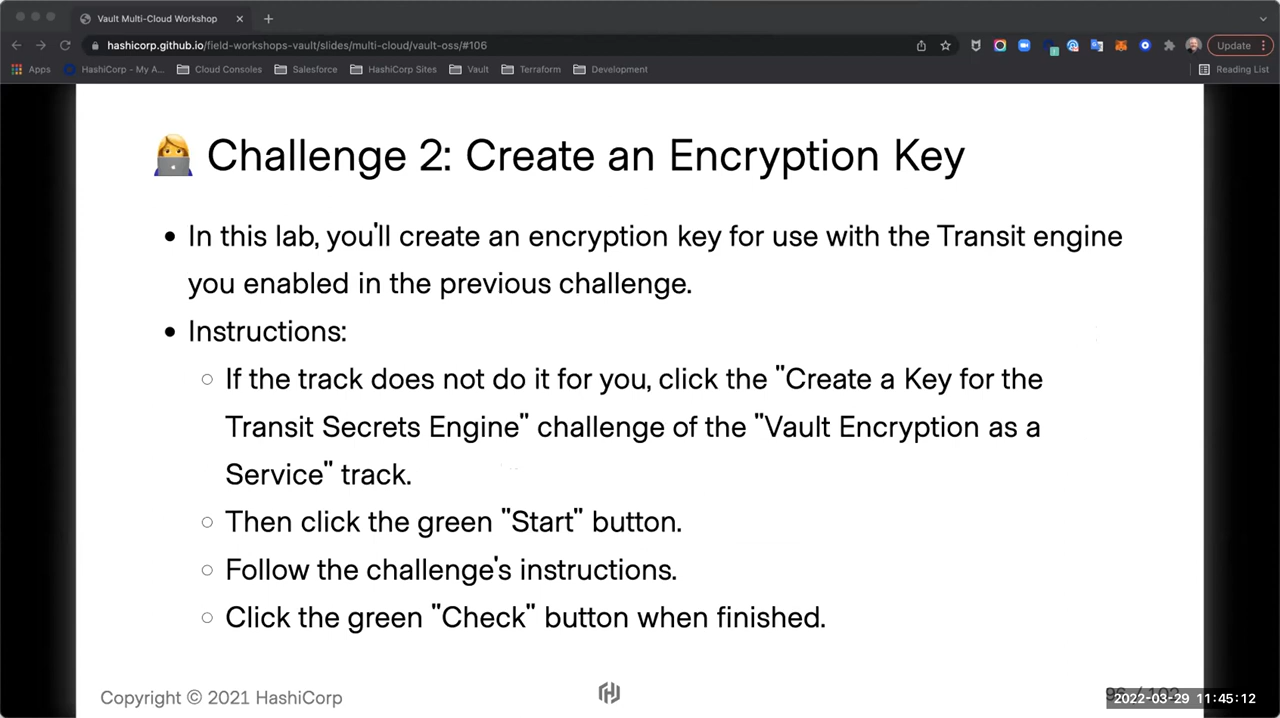 Vault Multi-Cloud Workshop
hashicorp.github.io/field-workshops-vault/slides/multi-cloud/vault-oss/#106
Update
Apps
HashiCorp - My A...
Cloud Consoles
Salesforce
HashiCorp Sites
Vault
Terraform
Development
Reading List
Challenge 2: Create an Encryption Key
• In this lab, you'll create an encryption key for use with the Transit engine
you enabled in the previous challenge.
• Instructions:
○ If the track does not do it for you, click the "Create a Key for the
Transit Secrets Engine" challenge of the "Vault Encryption as a
Service" track.
○ Then click the green "Start" button.
○ Follow the challenge's instructions.
○ Click the green "Check" button when finished.
Copyright © 2021 HashiCorp
2022-03-29 11:45:12